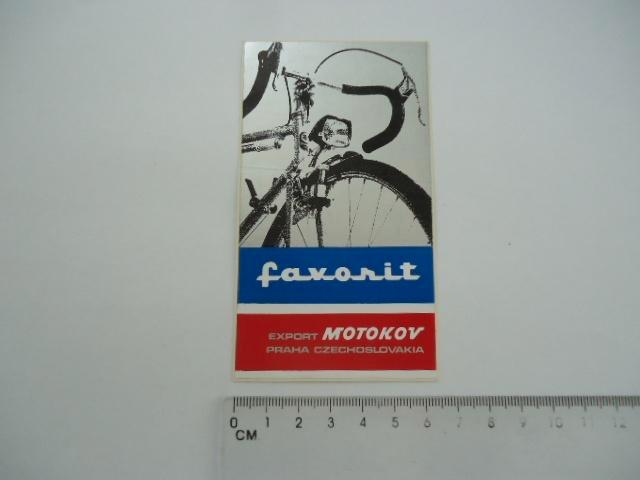 favorit
EXPORT MOTOKOV
PRAHA CZECHOSLOVAKIA
0 1 2 3 4 5 6 7 8 9 10 11 12
CM